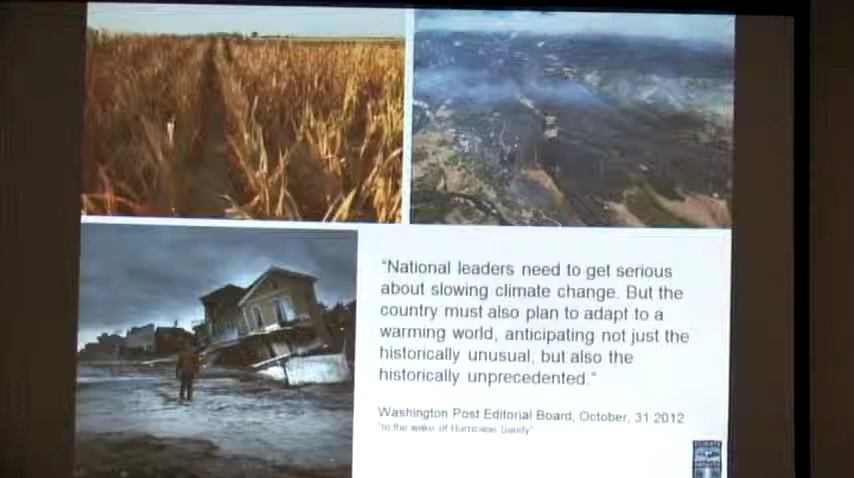 “National leaders need to get serious
about slowing climate change. But the
country must also plan to adapt to a
warming world, anticipating not just the
historically unusual, but also the
historically unprecedented.”
Washington Post Editorial Board, October, 31 2012
"In the wake of Hurricane Sandy"
CLIMATE